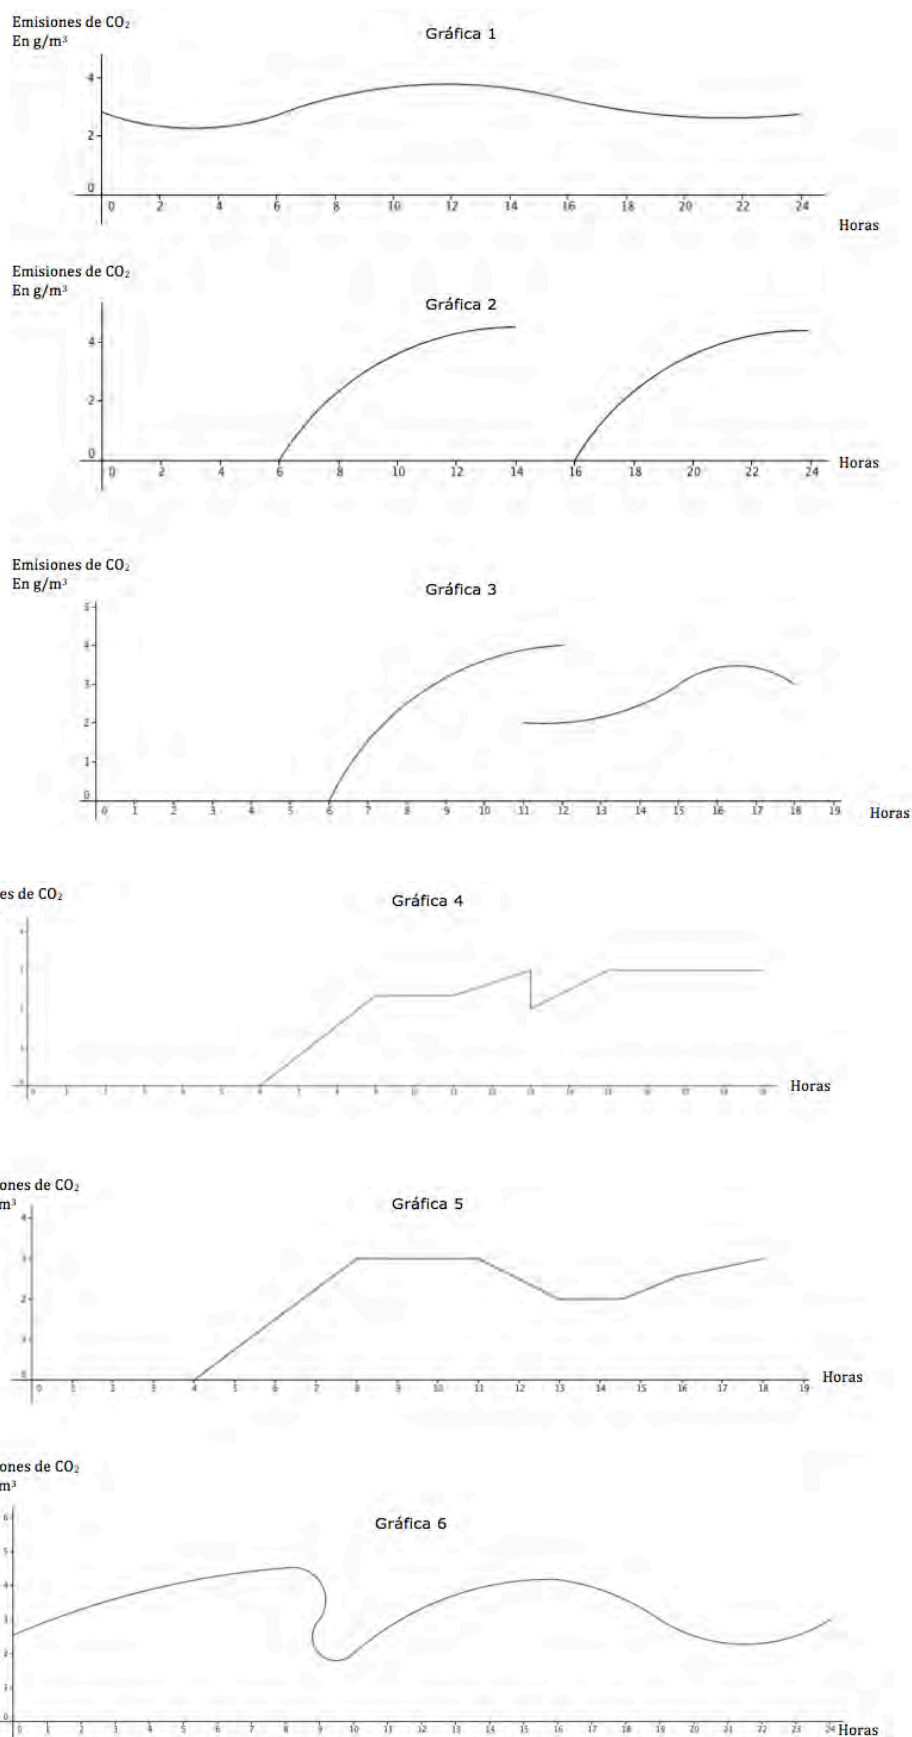 Emisiones de CO₂
En g/m³
Gráfica 1
4
2
0
0 2 4 6 8 10 12 14 16 18 20 22 24
Horas
Emisiones de CO₂
En g/m³
Gráfica 2
4
2
0
0 2 4 6 8 10 12 14 16 18 20 22 24
Horas
Emisiones de CO₂
En g/m³
Gráfica 3
5
4
3
2
1
0
0 1 2 3 4 5 6 7 8 9 10 11 12 13 14 15 16 17 18 19
Horas
es de CO₂
Gráfica 4
Horas
ones de CO₂
m³
Gráfica 5
4
3
2
1
0
0 1 2 3 4 5 6 7 8 9 10 11 12 13 14 15 16 17 18 19
Horas
ones de CO₂
m³
Gráfica 6
6
5
4
3
2
1
0
0 1 2 3 4 5 6 7 8 9 10 11 12 13 14 15 16 17 18 19 20 21 22 23 24
Horas